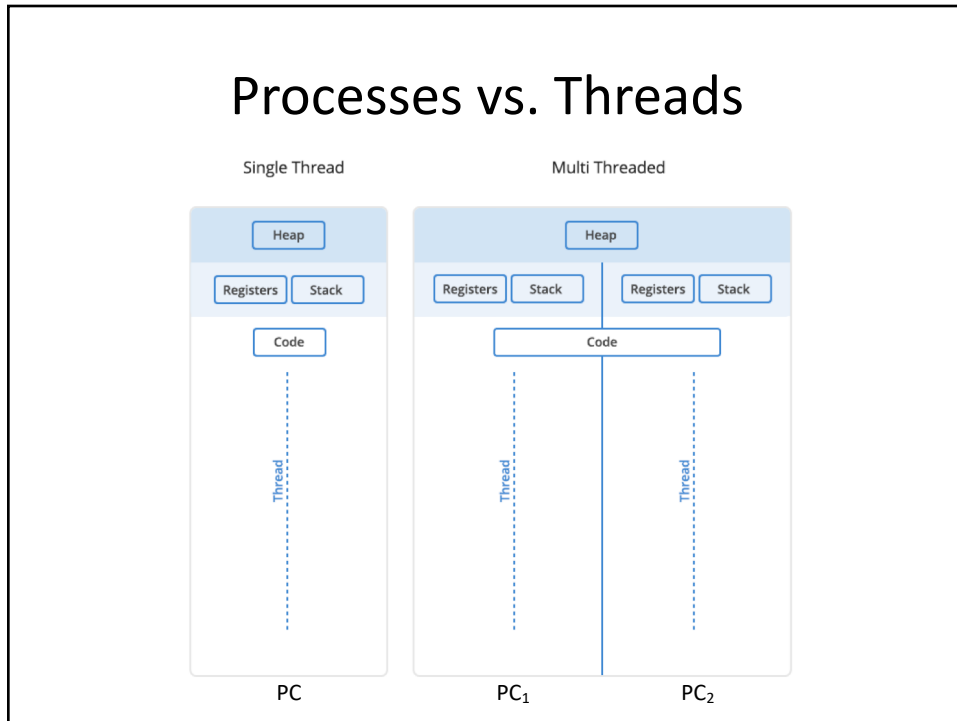 Processes vs. Threads
Single Thread
Multi Threaded
Heap
Heap
Registers
Stack
Registers
Stack
Registers
Stack
Code
Code
Thread
Thread
Thread
PC
PC₁
PC₂